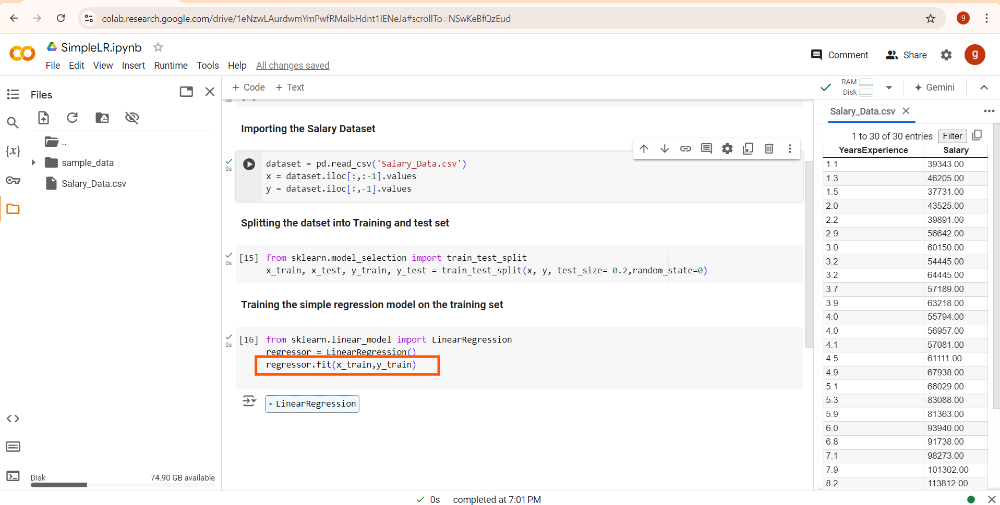 colab.research.google.com/drive/1eNzwLAurdwmYmPwfRMalbHdnt1IENeJa#scrollTo=NSwKeBfQzEud
g
SimpleLR.ipynb
File Edit View Insert Runtime Tools Help All changes saved
Comment Share g
Files
+ Code + Text
RAM
Disk
Gemini
..
sample_data
Salary_Data.csv
Disk 74.90 GB available
0s
Importing the Salary Dataset
0s
dataset = pd.read_csv('Salary_Data.csv')
x = dataset.iloc[:,:-1].values
y = dataset.iloc[:,-1].values
Splitting the datset into Training and test set
0s
[15] from sklearn.model_selection import train_test_split
x_train, x_test, y_train, y_test = train_test_split(x, y, test_size= 0.2,random_state=0)
Training the simple regression model on the training set
0s
[16] from sklearn.linear_model import LinearRegression
regressor = LinearRegression()
regressor.fit(x_train,y_train)
LinearRegression
Salary_Data.csv
1 to 30 of 30 entries Filter
YearsExperience Salary
1.1 39343.00
1.3 46205.00
1.5 37731.00
2.0 43525.00
2.2 39891.00
2.9 56642.00
3.0 60150.00
3.2 54445.00
3.2 64445.00
3.7 57189.00
3.9 63218.00
4.0 55794.00
4.0 56957.00
4.1 57081.00
4.5 61111.00
4.9 67938.00
5.1 66029.00
5.3 83088.00
5.9 81363.00
6.0 93940.00
6.8 91738.00
7.1 98273.00
7.9 101302.00
8.2 113812.00
0s completed at 7:01 PM